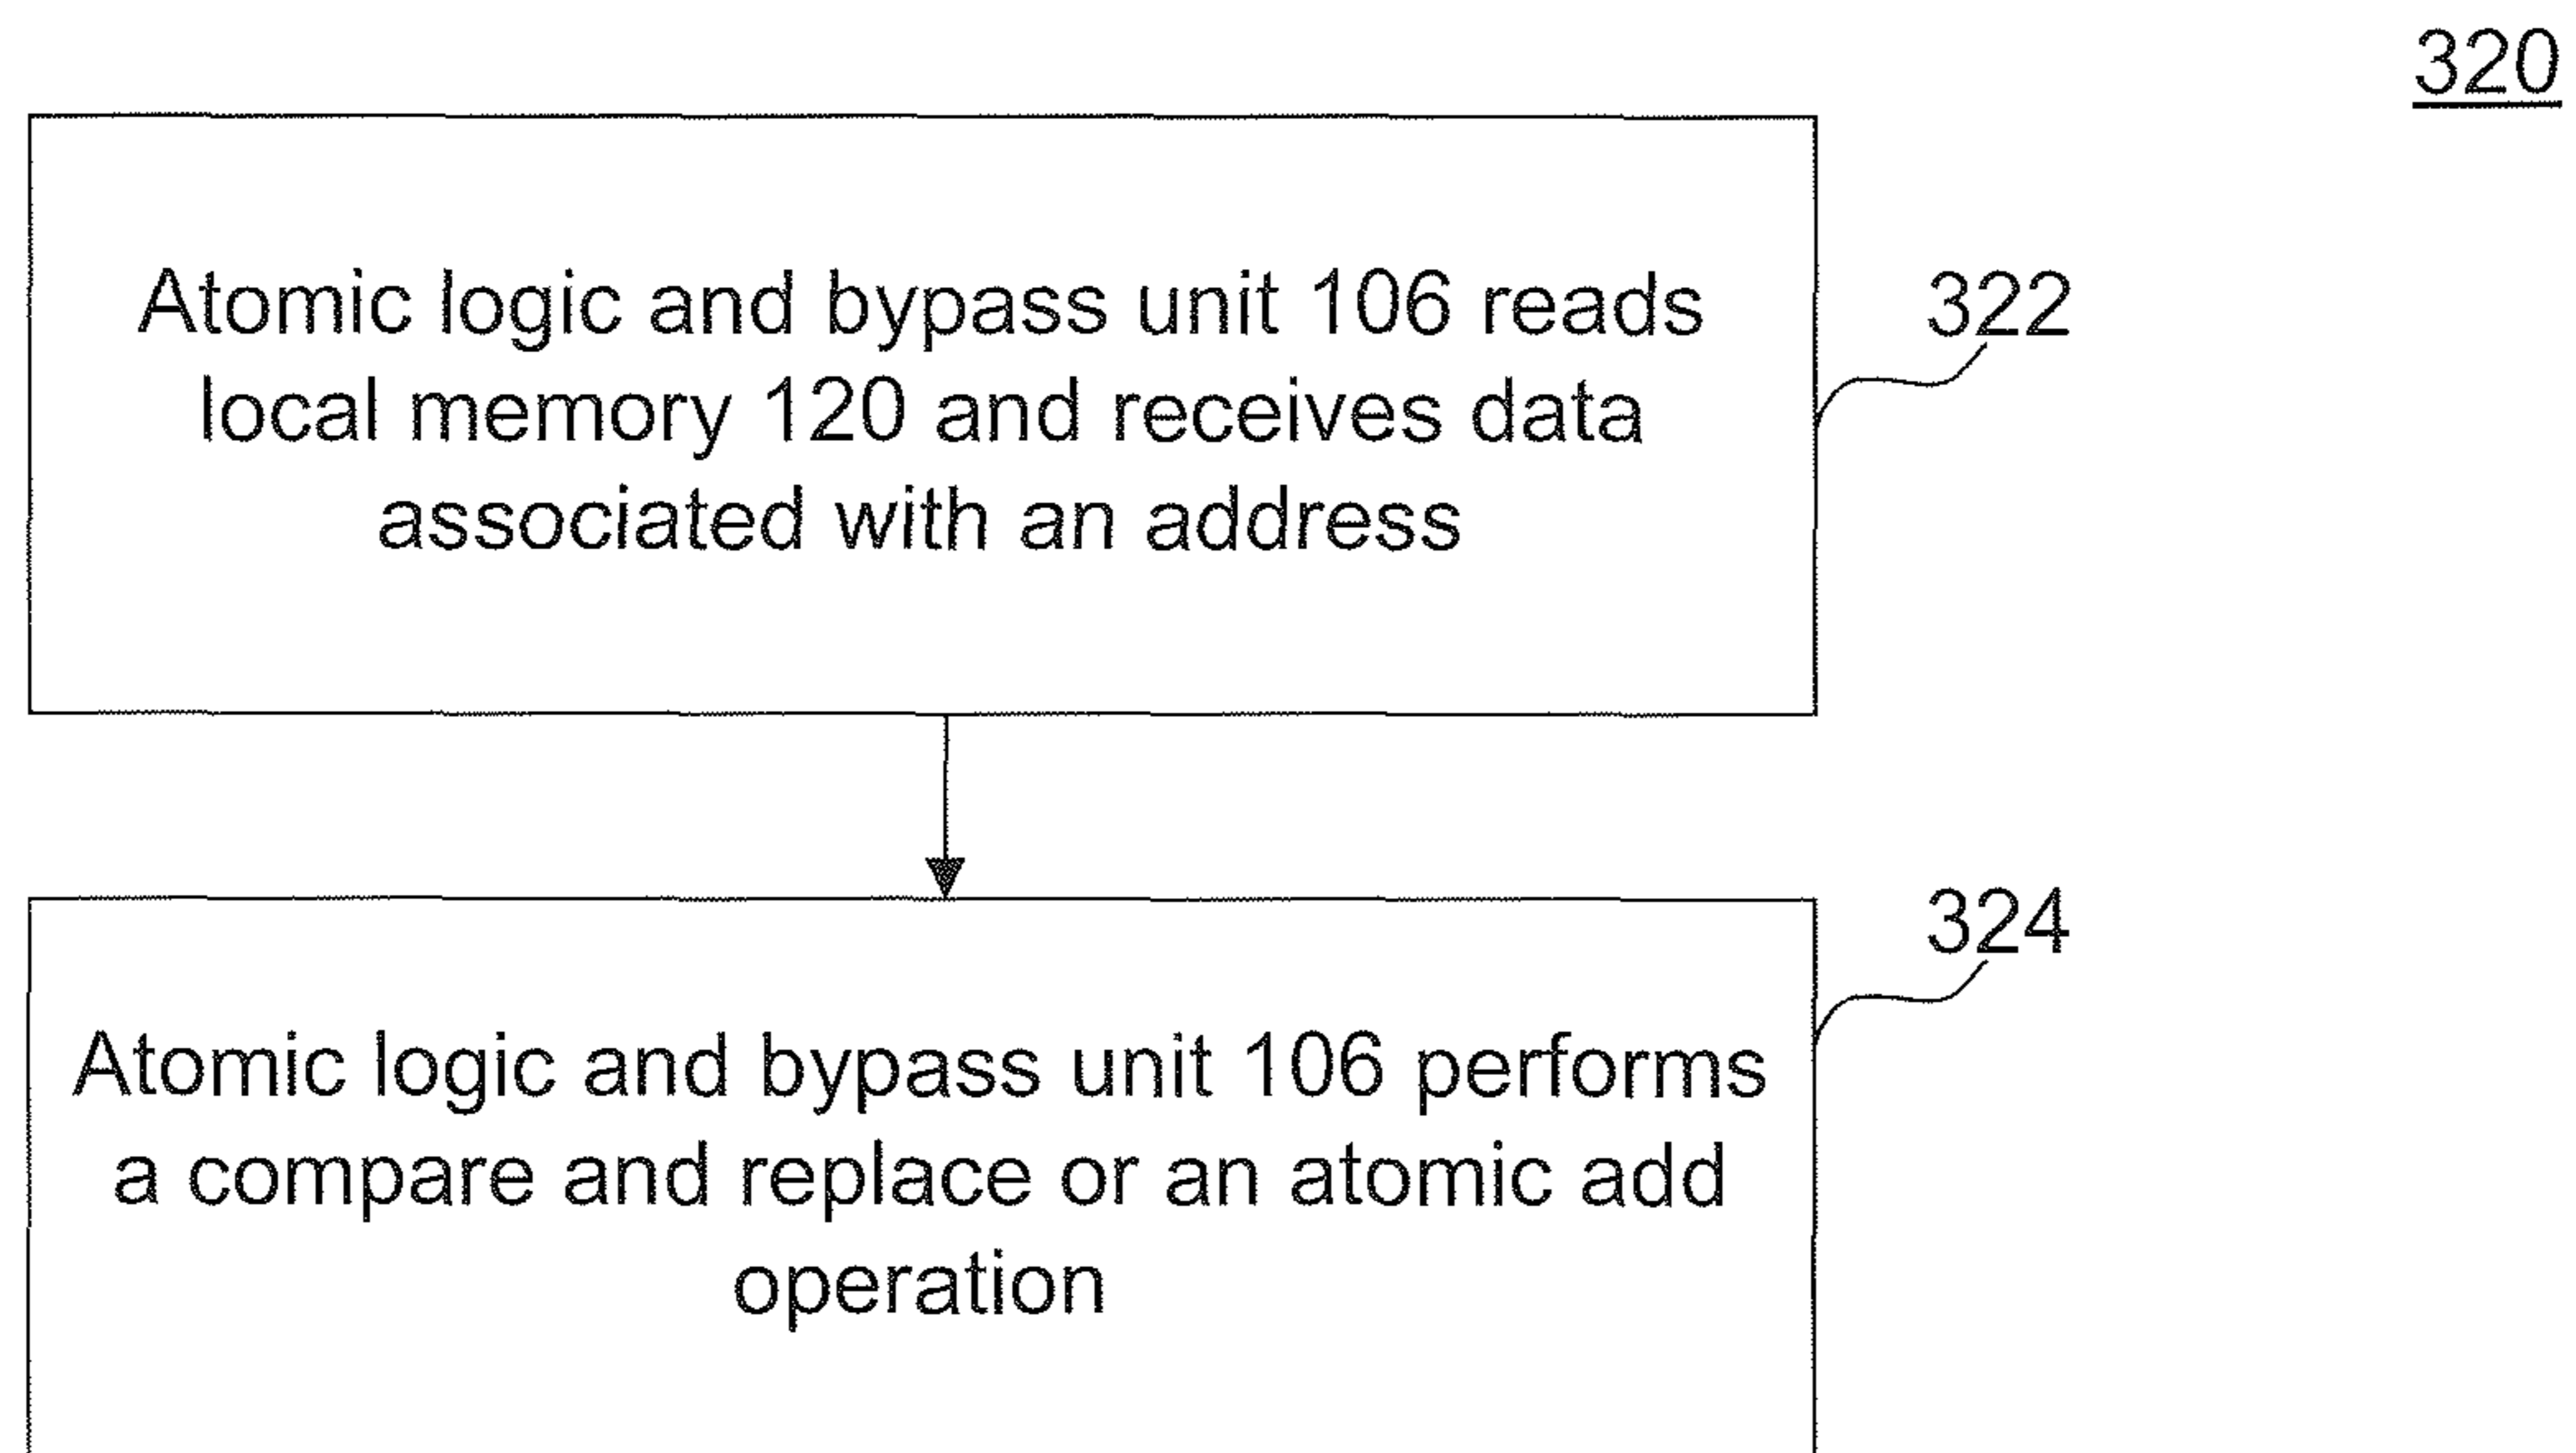 320
Atomic logic and bypass unit 106 reads
local memory 120 and receives data
associated with an address
322
Atomic logic and bypass unit 106 performs
a compare and replace or an atomic add
operation
324